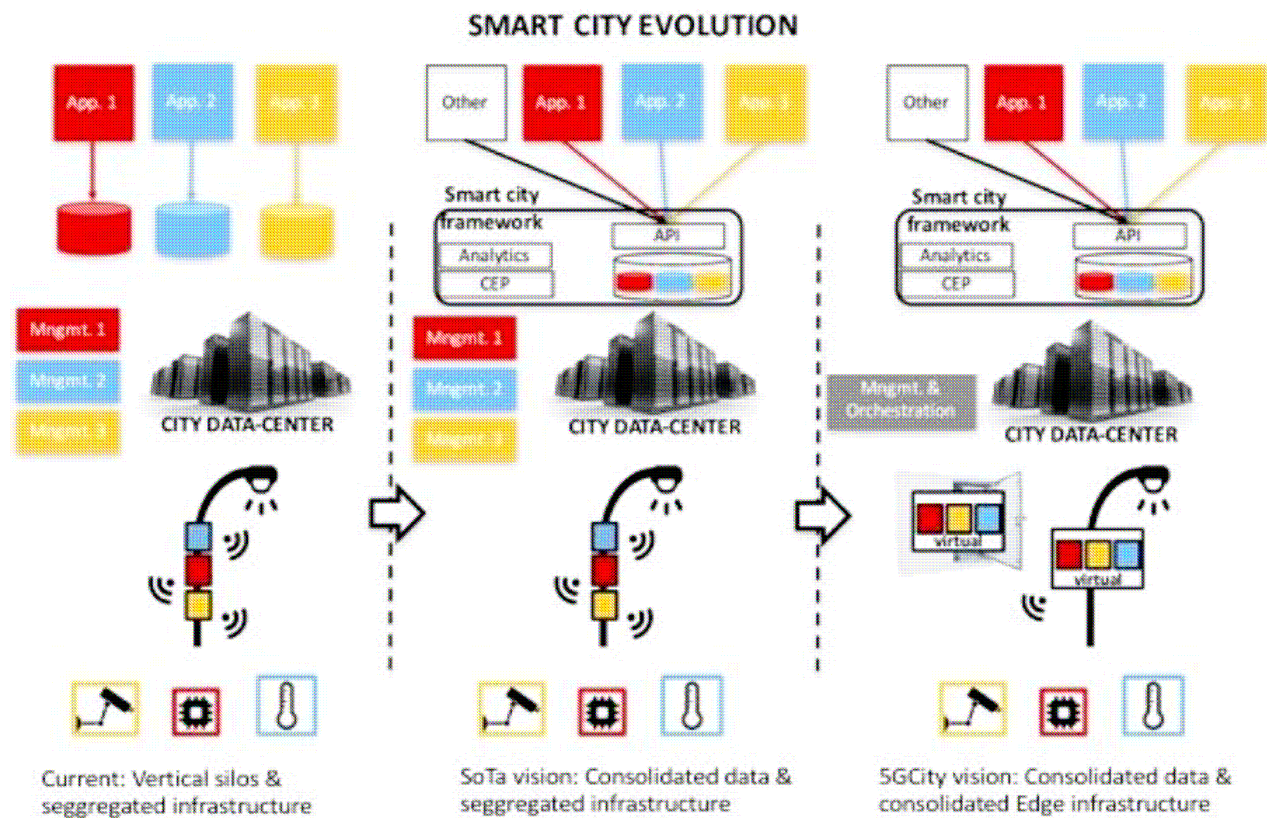 SMART CITY EVOLUTION
App. 1
App. 2
App. 3
Mngmt. 1
Mngmt. 2
Mngmt. 3
CITY DATA-CENTER
Current: Vertical silos &
seggregated infrastructure
Other
App. 1
App. 2
App. 3
Smart city
framework
API
Analytics
CEP
Mngmt. 1
Mngmt. 2
Mngmt. 3
CITY DATA-CENTER
SoTa vision: Consolidated data &
seggregated infrastructure
Other
App. 1
App. 2
App. 3
Smart city
framework
API
Analytics
CEP
Mngmt. &
Orchestration
CITY DATA-CENTER
virtual
virtual
5GCity vision: Consolidated data &
consolidated Edge infrastructure